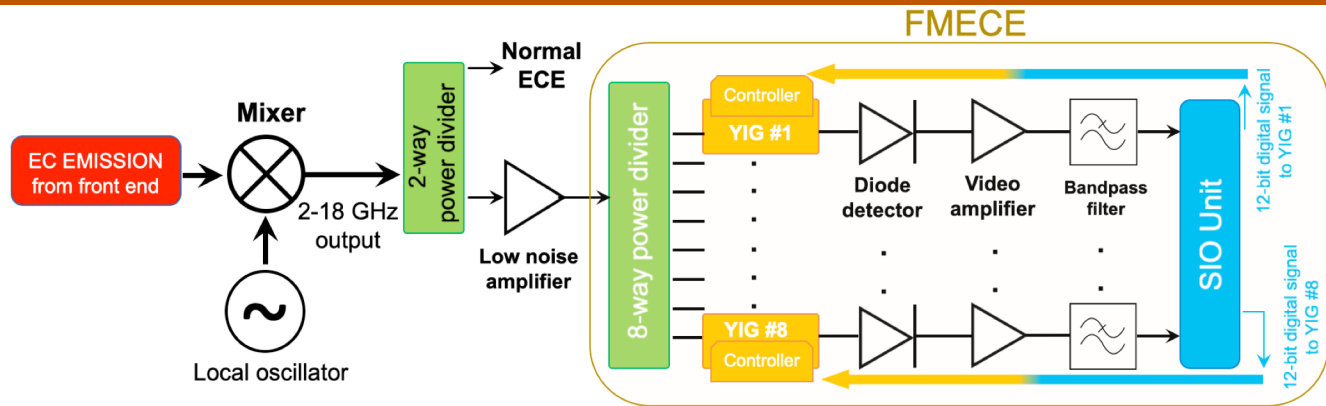 FMECE
Normal
ECE
Mixer
EC EMISSION
from front end
2-18 GHz
output
Local oscillator
2-way
power divider
Low noise
amplifier
8-way power divider
Controller
YIG #1
Diode
detector
Video
amplifier
Bandpass
filter
YIG #8
Controller
SIO Unit
12-bit digital signal
to YIG #1
12-bit digital signal
to YIG #8